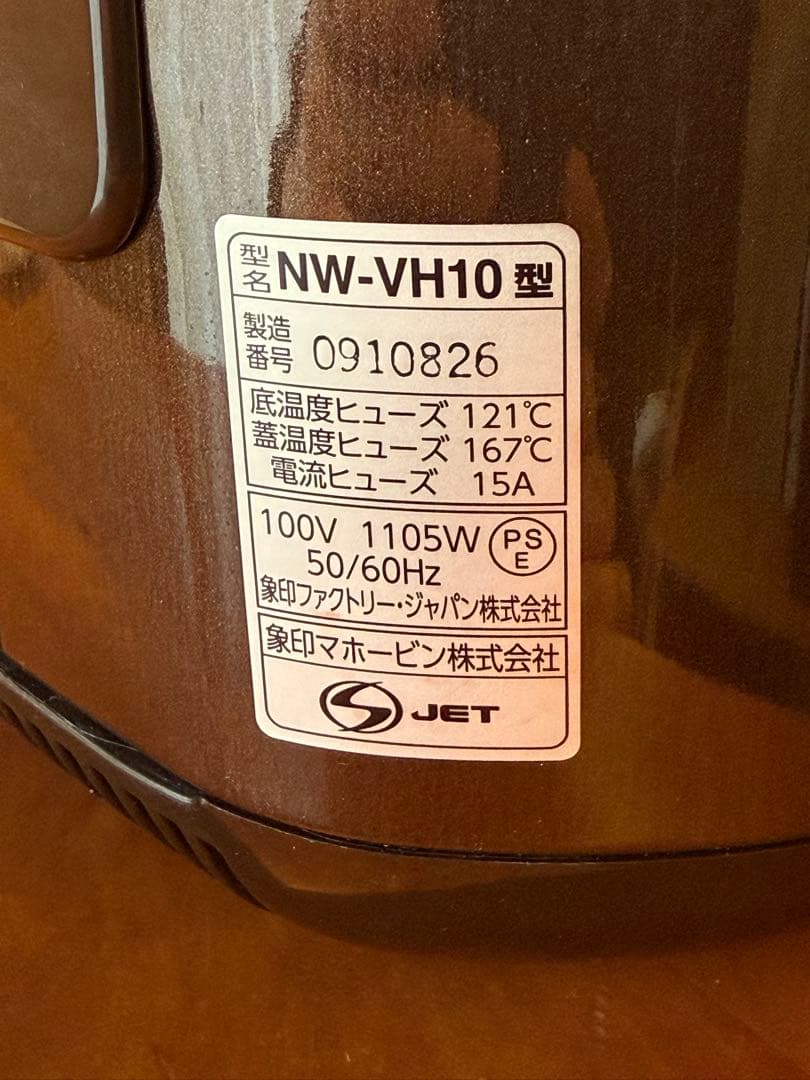 型名 NW-VH10 型
製造番号 0910826
底温度ヒューズ 121℃
蓋温度ヒューズ 167℃
電流ヒューズ 15A
100V 1105W PSE
50/60Hz
象印ファクトリー・ジャパン株式会社
象印マホービン株式会社
S JET